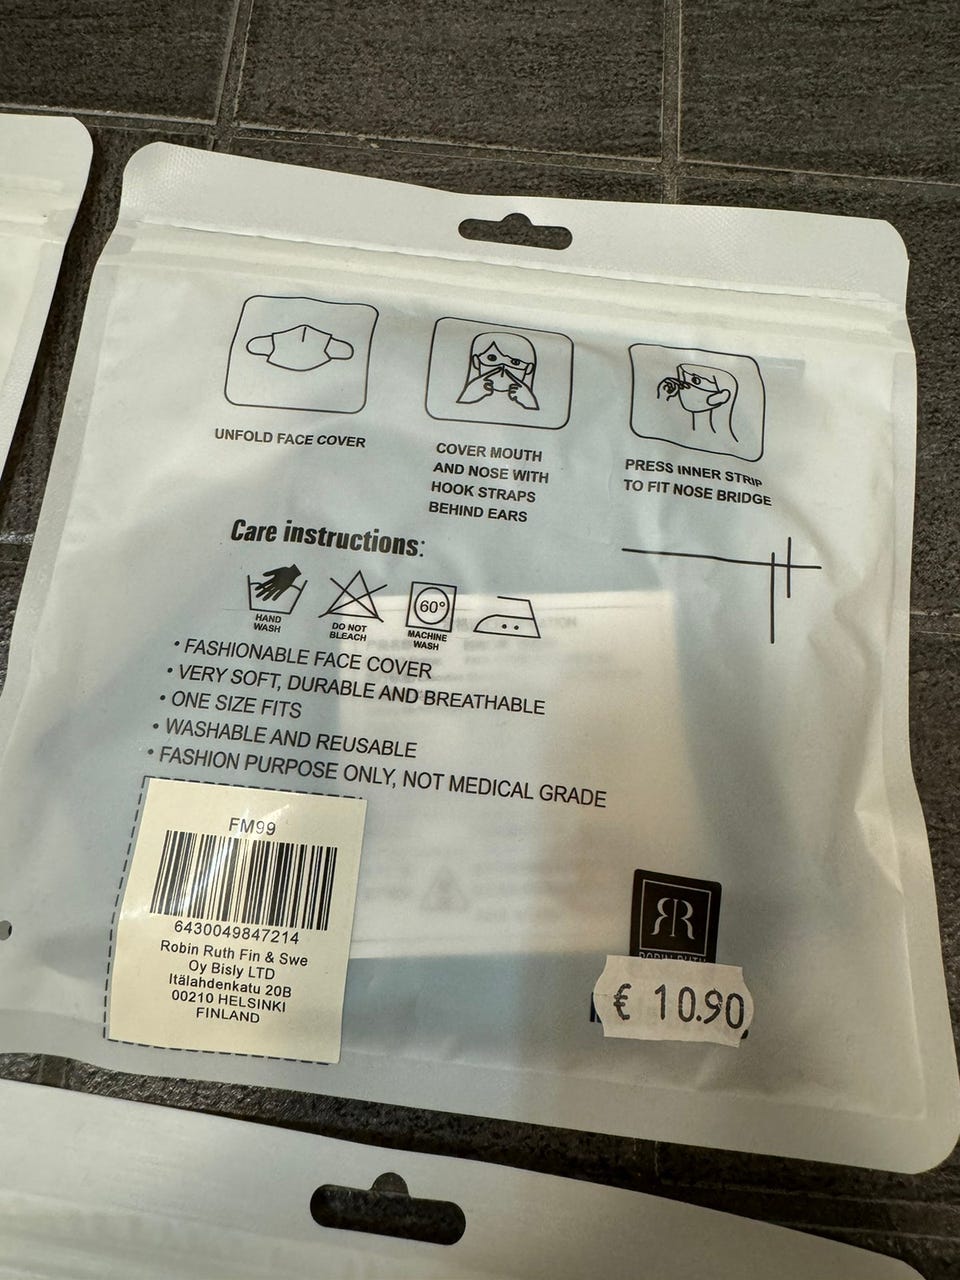 UNFOLD FACE COVER
COVER MOUTH
AND NOSE WITH
HOOK STRAPS
BEHIND EARS
PRESS INNER STRIP
TO FIT NOSE BRIDGE
Care instructions:
HAND
WASH
DO NOT
BLEACH
60°
MACHINE
WASH
• FASHIONABLE FACE COVER
• VERY SOFT, DURABLE AND BREATHABLE
• ONE SIZE FITS
• WASHABLE AND REUSABLE
• FASHION PURPOSE ONLY, NOT MEDICAL GRADE
FM99
6430049847214
Robin Ruth Fin & Swe
Oy Bisly LTD
Itälahdenkatu 20B
00210 HELSINKI
FINLAND
RR
ROBIN RUTH
€ 10.90